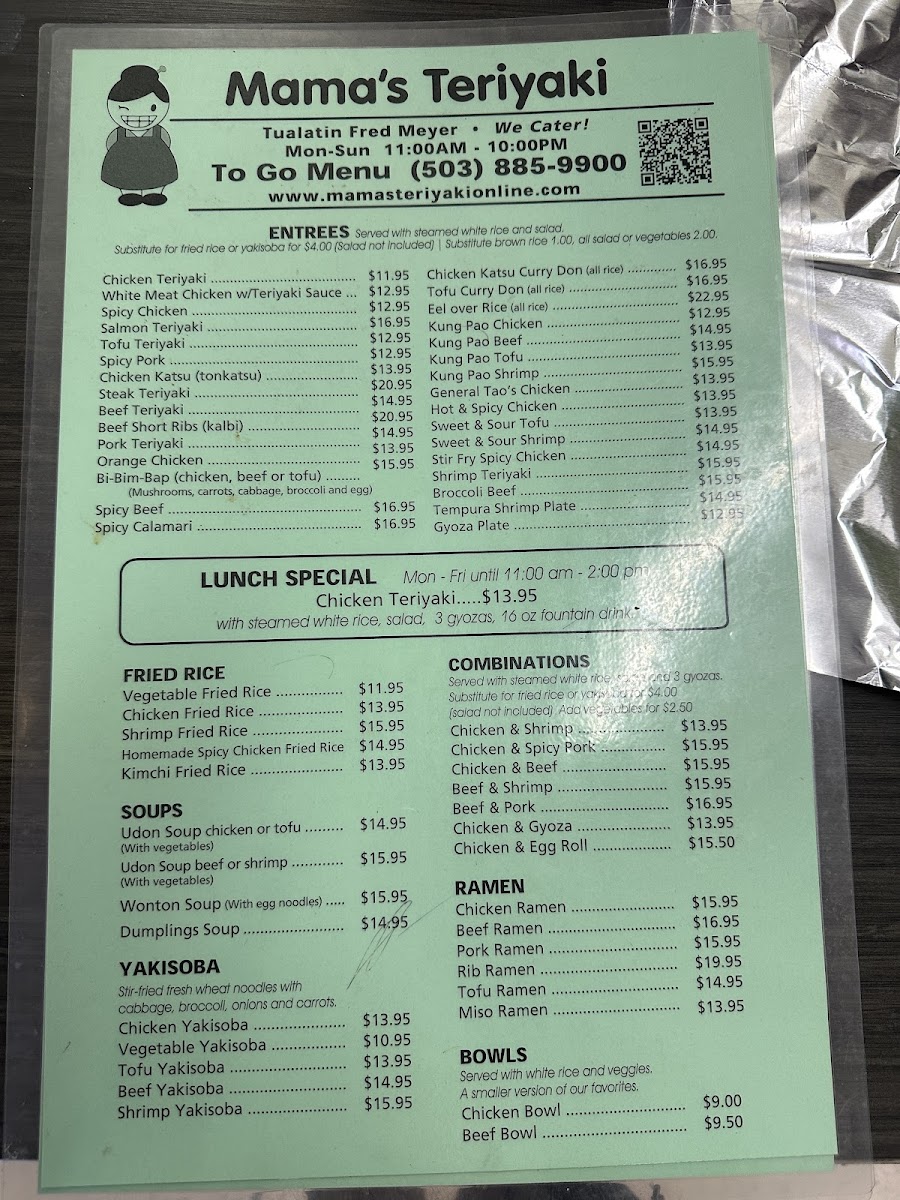 Mama's Teriyaki
Tualatin Fred Meyer • We Cater!
Mon-Sun 11:00AM - 10:00PM
To Go Menu (503) 885-9900
www.mamasteriyakionline.com
ENTREES Served with steamed white rice and salad.
Substitute for fried rice or yakisoba for $4.00 (Salad not included) | Substitute brown rice 1.00, all salad or vegetables 2.00.
Chicken Teriyaki ..... $11.95
White Meat Chicken w/Teriyaki Sauce ... $12.95
Spicy Chicken ..... $12.95
Salmon Teriyaki ..... $16.95
Tofu Teriyaki ..... $12.95
Spicy Pork ..... $12.95
Chicken Katsu (tonkatsu) ..... $13.95
Steak Teriyaki ..... $20.95
Beef Teriyaki ..... $14.95
Beef Short Ribs (kalbi) ..... $20.95
Pork Teriyaki ..... $14.95
Orange Chicken ..... $13.95
Bi-Bim-Bap (chicken, beef or tofu) ..... $15.95
(Mushrooms, carrots, cabbage, broccoli and egg)
Spicy Beef ..... $16.95
Spicy Calamari ..... $16.95
Chicken Katsu Curry Don (all rice) ..... $16.95
Tofu Curry Don (all rice) ..... $16.95
Eel over Rice (all rice) ..... $22.95
Kung Pao Chicken ..... $12.95
Kung Pao Beef ..... $14.95
Kung Pao Tofu ..... $13.95
Kung Pao Shrimp ..... $15.95
General Tao's Chicken ..... $13.95
Hot & Spicy Chicken ..... $13.95
Sweet & Sour Tofu ..... $13.95
Sweet & Sour Shrimp ..... $14.95
Stir Fry Spicy Chicken ..... $14.95
Shrimp Teriyaki ..... $15.95
Broccoli Beef ..... $15.95
Tempura Shrimp Plate ..... $14.95
Gyoza Plate ..... $12.95
LUNCH SPECIAL Mon - Fri until 11:00 am - 2:00 pm
Chicken Teriyaki.....$13.95
with steamed white rice, salad, 3 gyozas, 16 oz fountain drink.
FRIED RICE
Vegetable Fried Rice ..... $11.95
Chicken Fried Rice ..... $13.95
Shrimp Fried Rice ..... $15.95
Homemade Spicy Chicken Fried Rice $14.95
Kimchi Fried Rice ..... $13.95
SOUPS
Udon Soup chicken or tofu ..... $14.95
(With vegetables)
Udon Soup beef or shrimp ..... $15.95
(With vegetables)
Wonton Soup (With egg noodles) ..... $15.95
Dumplings Soup ..... $14.95
YAKISOBA
Stir-fried fresh wheat noodles with
cabbage, broccoli, onions and carrots.
Chicken Yakisoba ..... $13.95
Vegetable Yakisoba ..... $10.95
Tofu Yakisoba ..... $13.95
Beef Yakisoba ..... $14.95
Shrimp Yakisoba ..... $15.95
COMBINATIONS
Served with steamed white rice, and 3 gyozas.
Substitute for fried rice or for $4.00
(salad not included) Add vegetables for $2.50
Chicken & Shrimp ..... $13.95
Chicken & Spicy Pork ..... $15.95
Chicken & Beef ..... $15.95
Beef & Shrimp ..... $15.95
Beef & Pork ..... $16.95
Chicken & Gyoza ..... $13.95
Chicken & Egg Roll ..... $15.50
RAMEN
Chicken Ramen ..... $15.95
Beef Ramen ..... $16.95
Pork Ramen ..... $15.95
Rib Ramen ..... $19.95
Tofu Ramen ..... $14.95
Miso Ramen ..... $13.95
BOWLS
Served with white rice and veggies.
A smaller version of our favorites.
Chicken Bowl ..... $9.00
Beef Bowl ..... $9.50